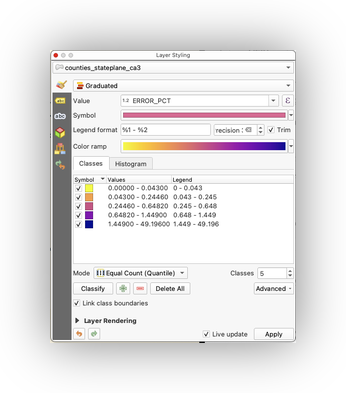 Layer Styling
counties_stateplane_ca3
Graduated
Value 1.2 ERROR_PCT ε
Symbol
Legend format %1 - %2 recision : Trim
Color ramp
Classes Histogram
Symbol Values Legend
0.00000 - 0.04300 0 - 0.043
0.04300 - 0.24460 0.043 - 0.245
0.24460 - 0.64820 0.245 - 0.648
0.64820 - 1.44900 0.648 - 1.449
1.44900 - 49.19600 1.449 - 49.196
Mode Equal Count (Quantile) Classes 5
Classify Delete All Advanced
Link class boundaries
Layer Rendering
Live update Apply